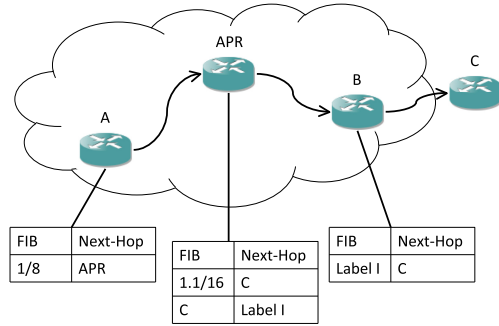 APR
C
B
A
FIB Next-Hop
1/8 APR
FIB Next-Hop
1.1/16 C
C Label I
FIB Next-Hop
Label I C